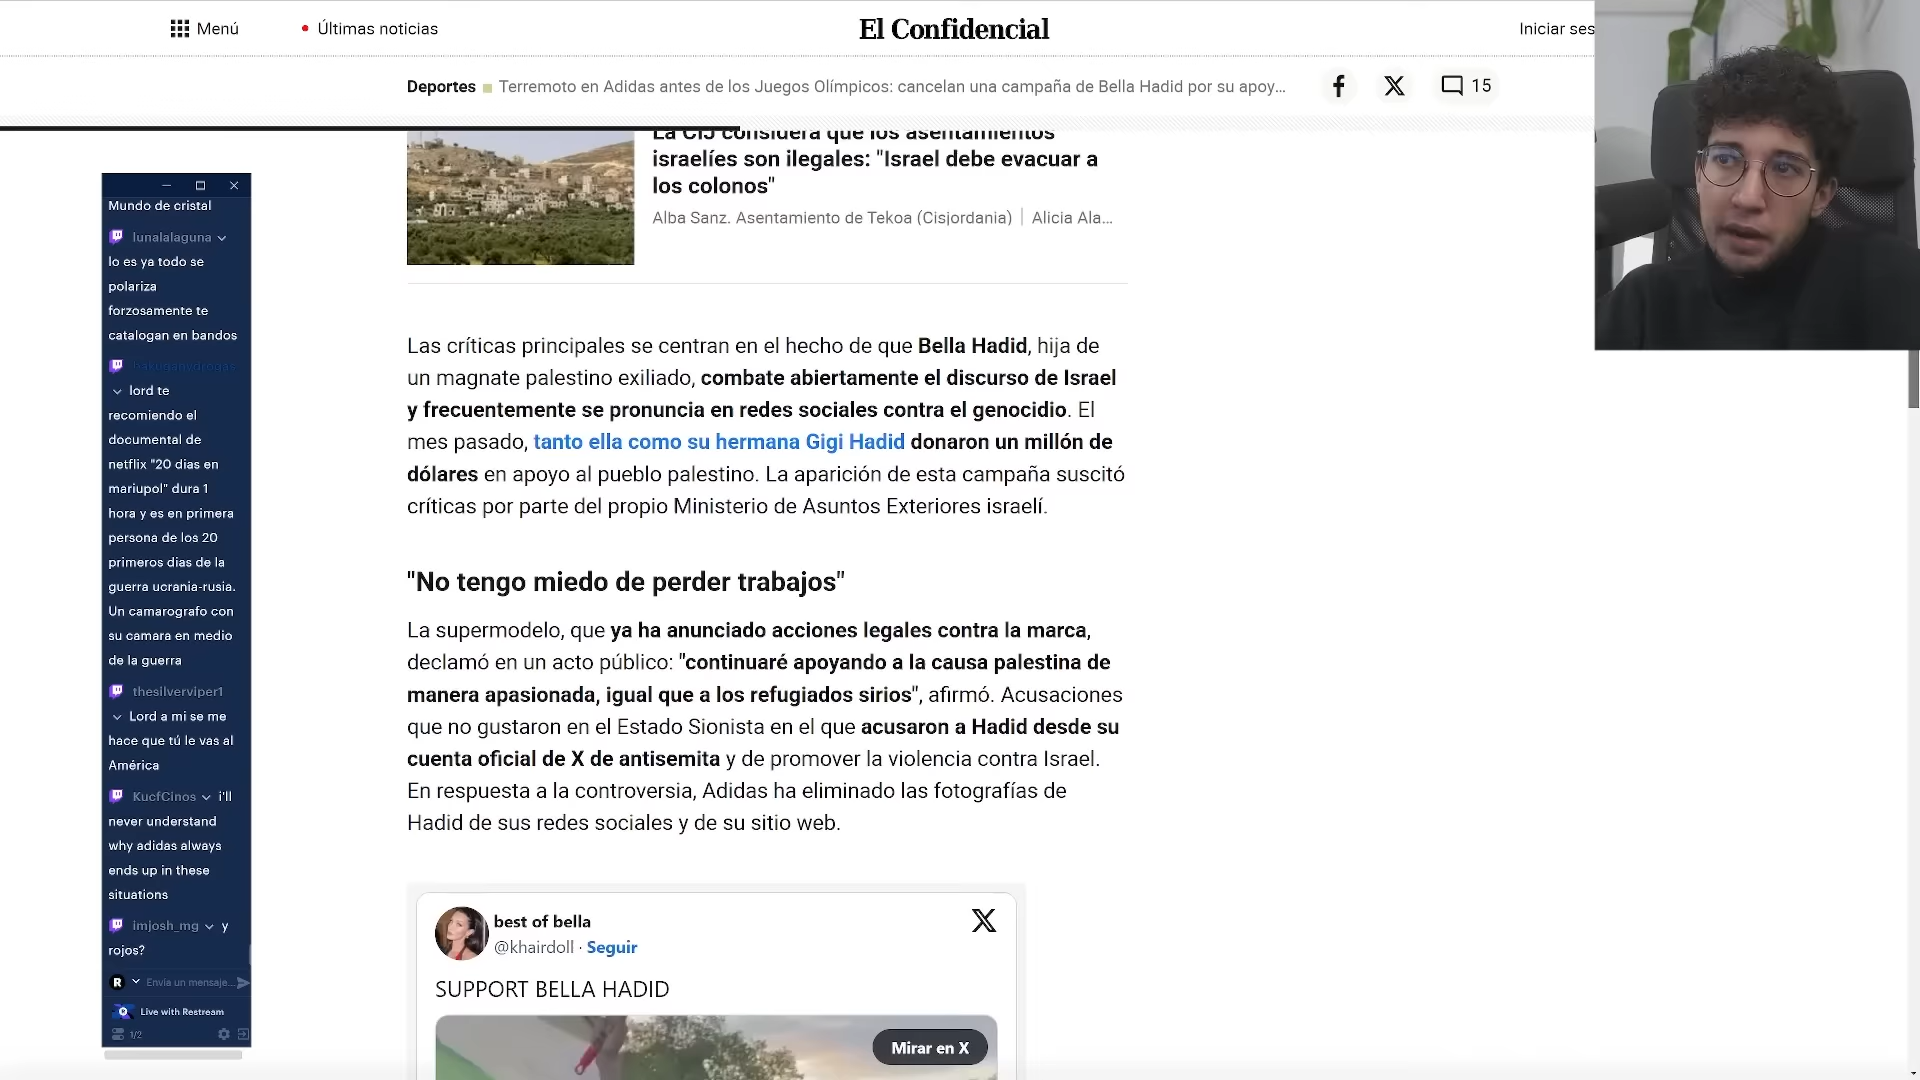 Menú
Últimas noticias
El Confidencial
Iniciar ses
Deportes
Terremoto en Adidas antes de los Juegos Olímpicos: cancelan una campaña de Bella Hadid por su apoy...
15
La CIJ considera que los asentamientos
israelíes son ilegales: "Israel debe evacuar a
los colonos"
Alba Sanz. Asentamiento de Tekoa (Cisjordania) | Alicia Ala...
Las críticas principales se centran en el hecho de que Bella Hadid, hija de
un magnate palestino exiliado, combate abiertamente el discurso de Israel
y frecuentemente se pronuncia en redes sociales contra el genocidio. El
mes pasado, tanto ella como su hermana Gigi Hadid donaron un millón de
dólares en apoyo al pueblo palestino. La aparición de esta campaña suscitó
críticas por parte del propio Ministerio de Asuntos Exteriores israelí.
"No tengo miedo de perder trabajos"
La supermodelo, que ya ha anunciado acciones legales contra la marca,
declamó en un acto público: "continuaré apoyando a la causa palestina de
manera apasionada, igual que a los refugiados sirios", afirmó. Acusaciones
que no gustaron en el Estado Sionista en el que acusaron a Hadid desde su
cuenta oficial de X de antisemita y de promover la violencia contra Israel.
En respuesta a la controversia, Adidas ha eliminado las fotografías de
Hadid de sus redes sociales y de su sitio web.
best of bella
@khairdoll · Seguir
SUPPORT BELLA HADID
Mirar en X
Mundo de cristal
lunalalaguna
lo es ya todo se
polariza
forzosamente te
catalogan en bandos
lord te
recomiendo el
documental de
netflix "20 dias en
mariupol" dura 1
hora y es en primera
persona de los 20
primeros dias de la
guerra ucrania-rusia.
Un camarografo con
su camara en medio
de la guerra
thesilverviper1
Lord a mi se me
hace que tú le vas al
América
KucfCinos i'll
never understand
why adidas always
ends up in these
situations
imjosh_mg y
rojos?
R
Envía un mensaje...
Live with Restream
1/2